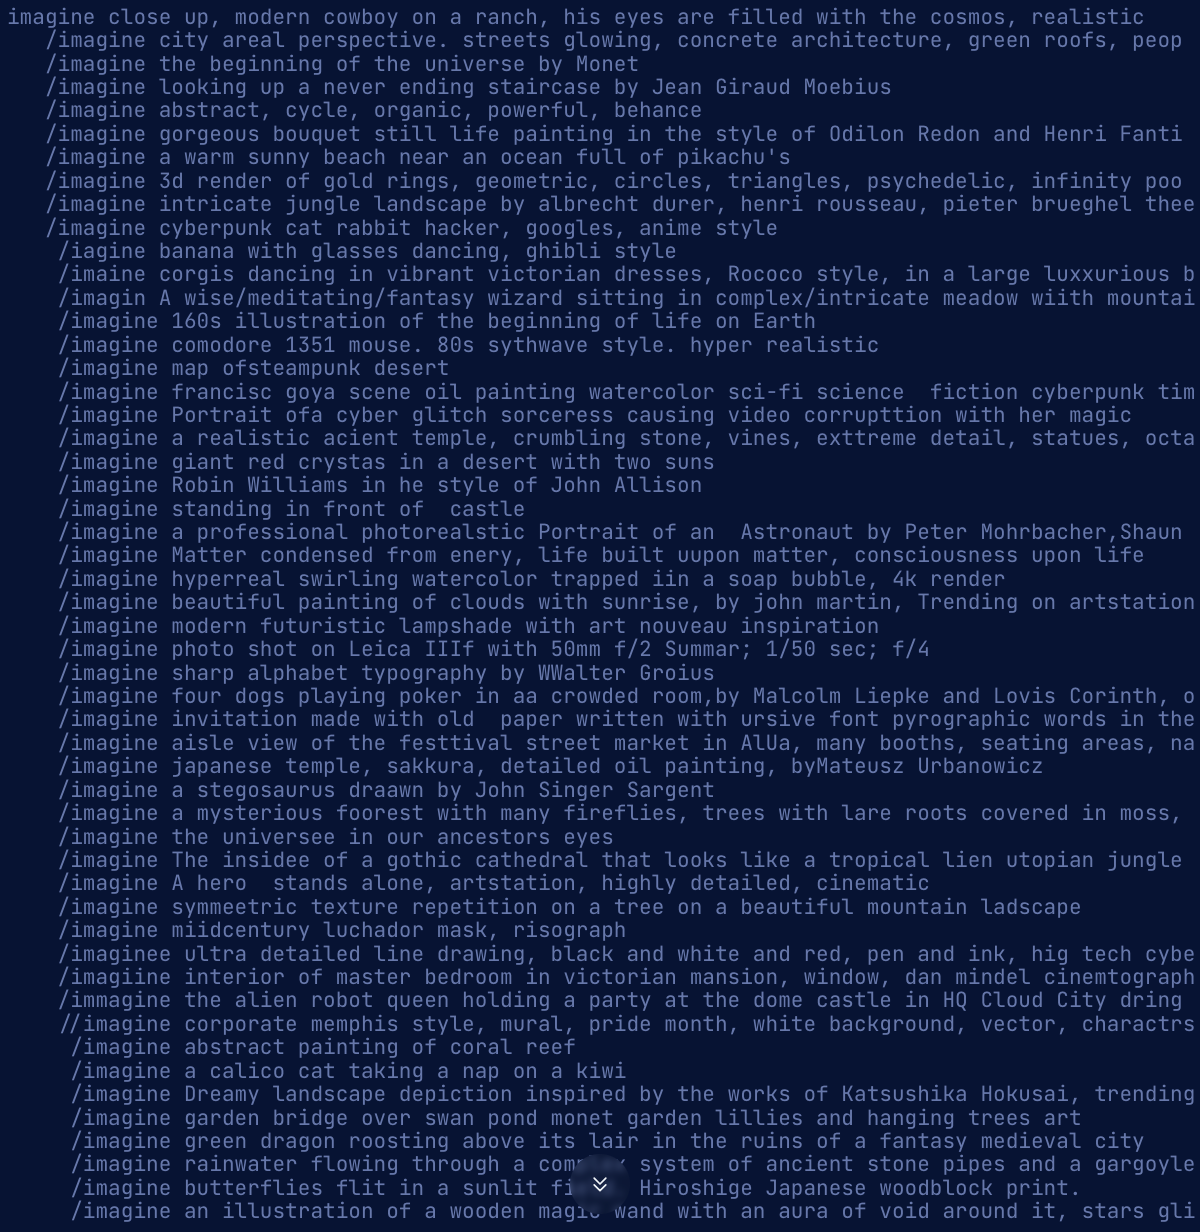 imagine close up, modern cowboy on a ranch, his eyes are filled with the cosmos, realistic
/imagine city areal perspective. streets glowing, concrete architecture, green roofs, peop
/imagine the beginning of the universe by Monet
/imagine looking up a never ending staircase by Jean Giraud Moebius
/imagine abstract, cycle, organic, powerful, behance
/imagine gorgeous bouquet still life painting in the style of Odilon Redon and Henri Fanti
/imagine a warm sunny beach near an ocean full of pikachu's
/imagine 3d render of gold rings, geometric, circles, triangles, psychedelic, infinity poo
/imagine intricate jungle landscape by albrecht durer, henri rousseau, pieter brueghel thee
/imagine cyberpunk cat rabbit hacker, googles, anime style
/iagine banana with glasses dancing, ghibli style
/imaine corgis dancing in vibrant victorian dresses, Rococo style, in a large luxxurious b
/imagin A wise/meditating/fantasy wizard sitting in complex/intricate meadow wiith mountai
/imagine 160s illustration of the beginning of life on Earth
/imagine comodore 1351 mouse. 80s sythwave style. hyper realistic
/imagine map ofsteampunk desert
/imagine francisc goya scene oil painting watercolor sci-fi science  fiction cyberpunk tim
/imagine Portrait ofa cyber glitch sorceress causing video corrupttion with her magic
/imagine a realistic acient temple, crumbling stone, vines, exttreme detail, statues, octa
/imagine giant red crystas in a desert with two suns
/imagine Robin Williams in he style of John Allison
/imagine standing in front of  castle
/imagine a professional photorealstic Portrait of an  Astronaut by Peter Mohrbacher,Shaun
/imagine Matter condensed from enery, life built uupon matter, consciousness upon life
/imagine hyperreal swirling watercolor trapped iin a soap bubble, 4k render
/imagine beautiful painting of clouds with sunrise, by john martin, Trending on artstation
/imagine modern futuristic lampshade with art nouveau inspiration
/imagine photo shot on Leica IIIf with 50mm f/2 Summar; 1/50 sec; f/4
/imagine sharp alphabet typography by WWalter Groius
/imagine four dogs playing poker in aa crowded room,by Malcolm Liepke and Lovis Corinth, o
/imagine invitation made with old  paper written with ursive font pyrographic words in the
/imagine aisle view of the festtival street market in AlUa, many booths, seating areas, na
/imagine japanese temple, sakkura, detailed oil painting, byMateusz Urbanowicz
/imagine a stegosaurus draawn by John Singer Sargent
/imagine a mysterious foorest with many fireflies, trees with lare roots covered in moss,
/imagine the universee in our ancestors eyes
/imagine The insidee of a gothic cathedral that looks like a tropical lien utopian jungle
/imagine A hero  stands alone, artstation, highly detailed, cinematic
/imagine symmeetric texture repetition on a tree on a beautiful mountain ladscape
/imagine miidcentury luchador mask, risograph
/imaginee ultra detailed line drawing, black and white and red, pen and ink, hig tech cybe
/imagiine interior of master bedroom in victorian mansion, window, dan mindel cinemtograph
/immagine the alien robot queen holding a party at the dome castle in HQ Cloud City dring
//imagine corporate memphis style, mural, pride month, white background, vector, charactrs
/imagine abstract painting of coral reef
/imagine a calico cat taking a nap on a kiwi
/imagine Dreamy landscape depiction inspired by the works of Katsushika Hokusai, trending
/imagine garden bridge over swan pond monet garden lillies and hanging trees art
/imagine green dragon roosting above its lair in the ruins of a fantasy medieval city
/imagine rainwater flowing through a complex system of ancient stone pipes and a gargoyle
/imagine butterflies flit in a sunlit Hiroshige Japanese woodblock print.
/imagine an illustration of a wooden magic wand with an aura of void around it, stars gli